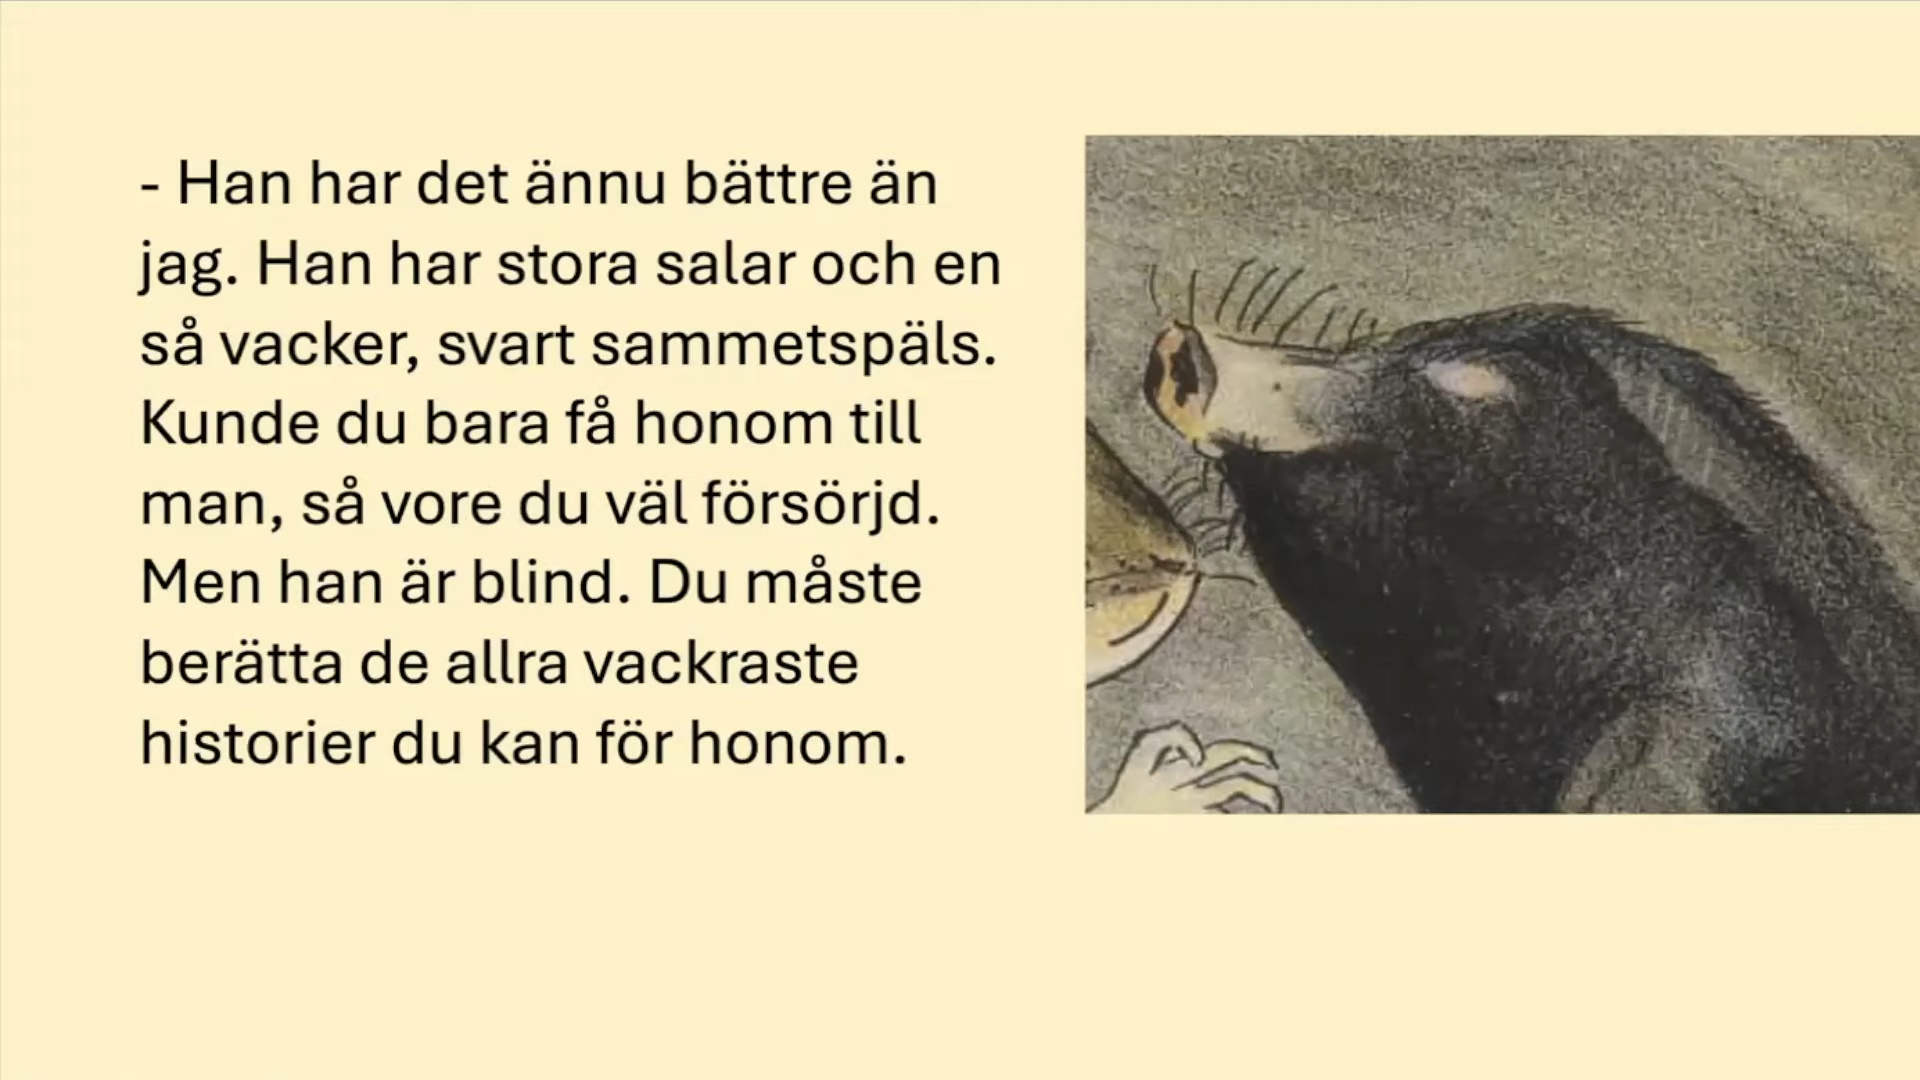 - Han har det ännu bättre än
jag. Han har stora salar och en
så vacker, svart sammetspäls.
Kunde du bara få honom till
man, så vore du väl försörjd.
Men han är blind. Du måste
berätta de allra vackraste
historier du kan för honom.